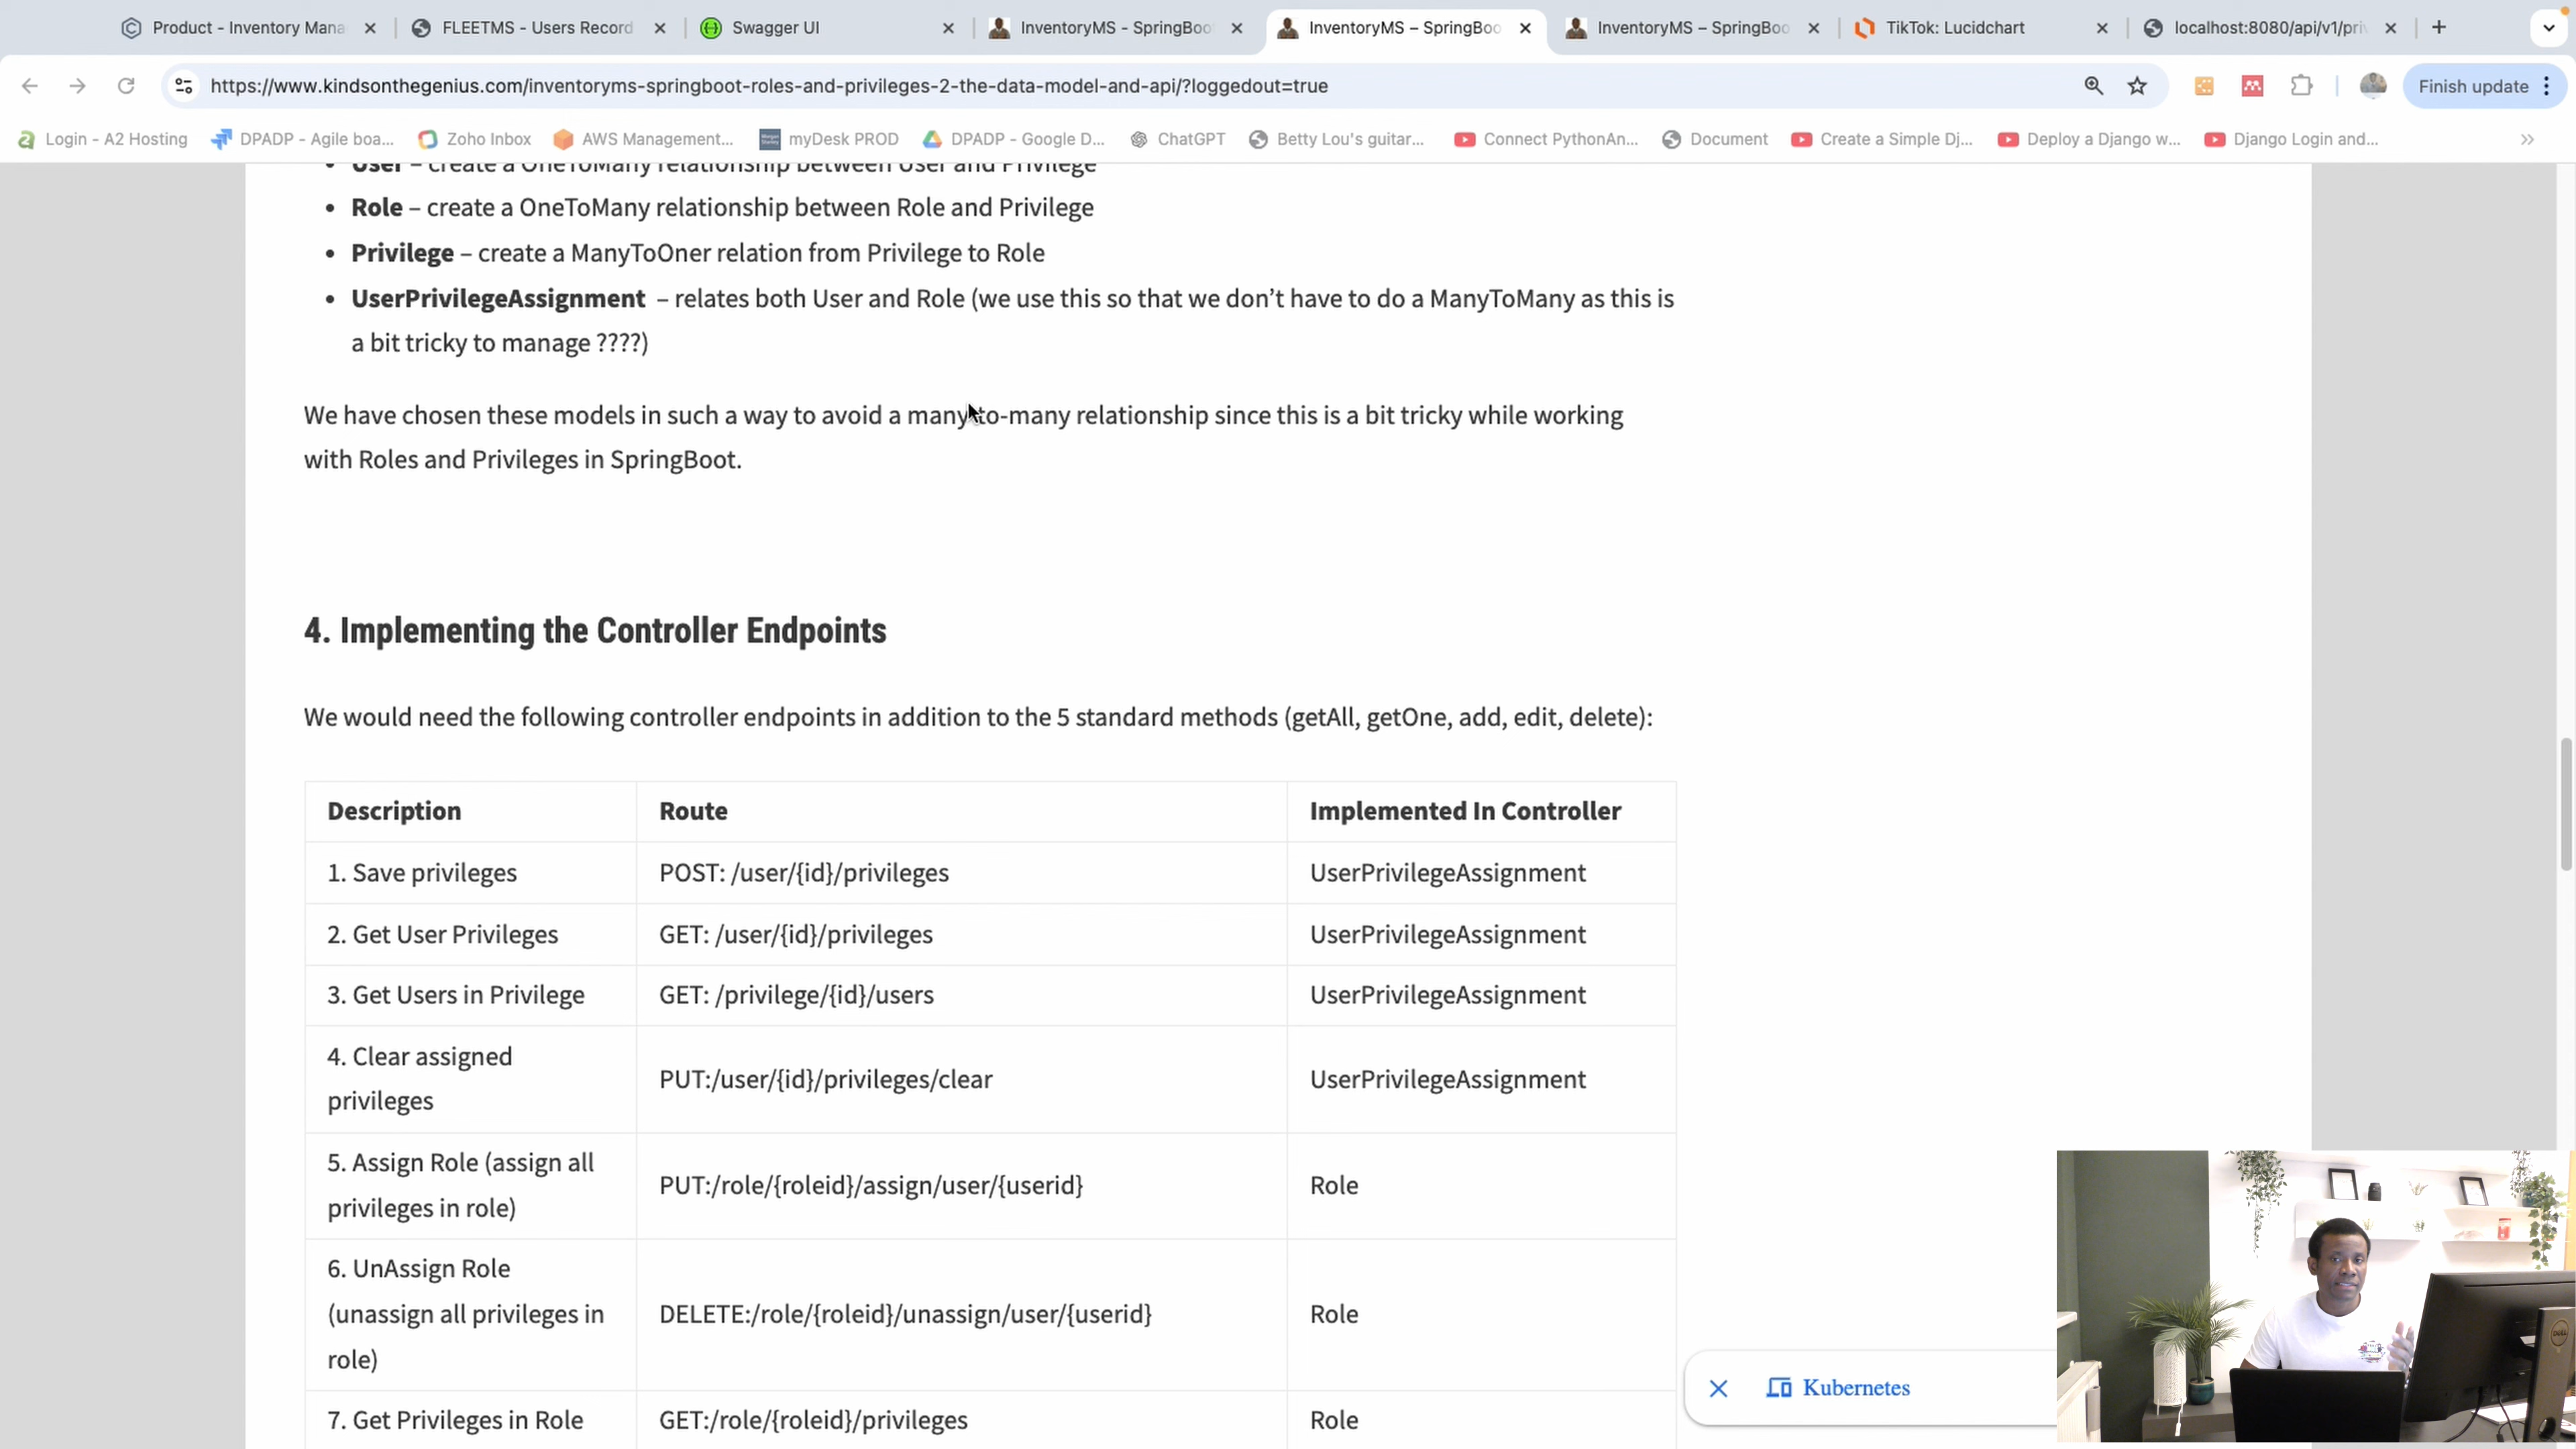 Product - Inventory Mana
FLEETMS - Users Record
Swagger UI
InventoryMS - SpringBoo
InventoryMS – SpringBoo
InventoryMS – SpringBoo
TikTok: Lucidchart
localhost:8080/api/v1/pri
https://www.kindsonthegenius.com/inventoryms-springboot-roles-and-privileges-2-the-data-model-and-api/?loggedout=true
Finish update
Login - A2 Hosting
DPADP - Agile boa...
Zoho Inbox
AWS Management...
myDesk PROD
DPADP - Google D...
ChatGPT
Betty Lou's guitar...
Connect PythonAn...
Document
Create a Simple Dj...
Deploy a Django w...
Django Login and...
• User – create a OneToMany relationship between User and Privilege
• Role – create a OneToMany relationship between Role and Privilege
• Privilege – create a ManyToOner relation from Privilege to Role
• UserPrivilegeAssignment – relates both User and Role (we use this so that we don’t have to do a ManyToMany as this is
a bit tricky to manage ????)
We have chosen these models in such a way to avoid a many-to-many relationship since this is a bit tricky while working
with Roles and Privileges in SpringBoot.
4. Implementing the Controller Endpoints
We would need the following controller endpoints in addition to the 5 standard methods (getAll, getOne, add, edit, delete):
Description Route Implemented In Controller
1. Save privileges POST: /user/{id}/privileges UserPrivilegeAssignment
2. Get User Privileges GET: /user/{id}/privileges UserPrivilegeAssignment
3. Get Users in Privilege GET: /privilege/{id}/users UserPrivilegeAssignment
4. Clear assigned
privileges
PUT:/user/{id}/privileges/clear
UserPrivilegeAssignment
5. Assign Role (assign all
privileges in role)
PUT:/role/{roleid}/assign/user/{userid}
Role
6. UnAssign Role
(unassign all privileges in
role)
DELETE:/role/{roleid}/unassign/user/{userid}
Role
7. Get Privileges in Role GET:/role/{roleid}/privileges Role
Kubernetes
DELL